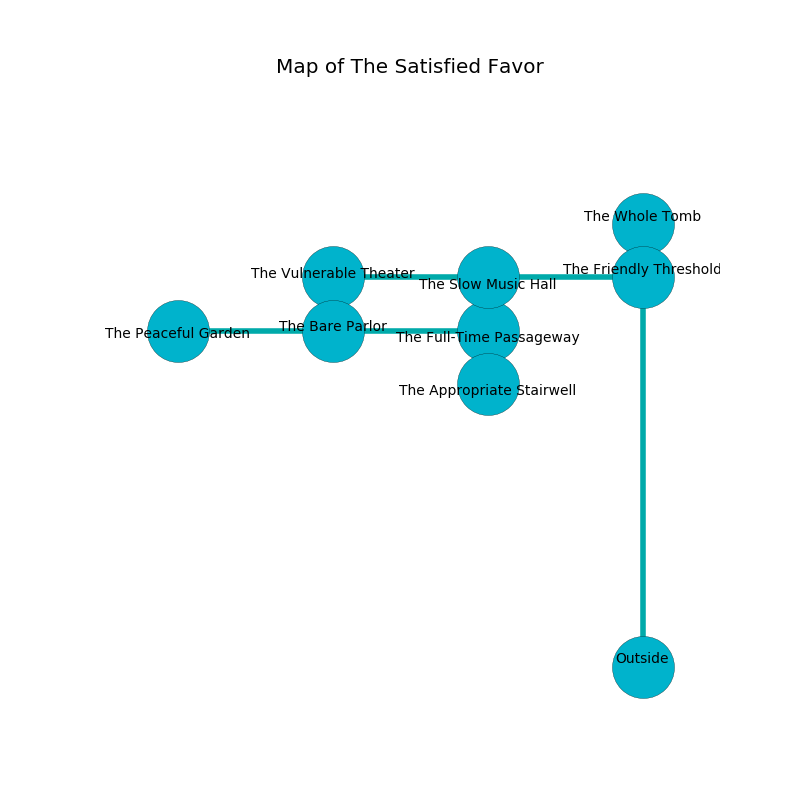 Map of The Satisfied Favor
The Whole Tomb
The Friendly Threshold
The Vulnerable Theater
The Slow Music Hall
The Bare Parlor
The Peaceful Garden
The Full-Time Passageway
The Appropriate Stairwell
Outside